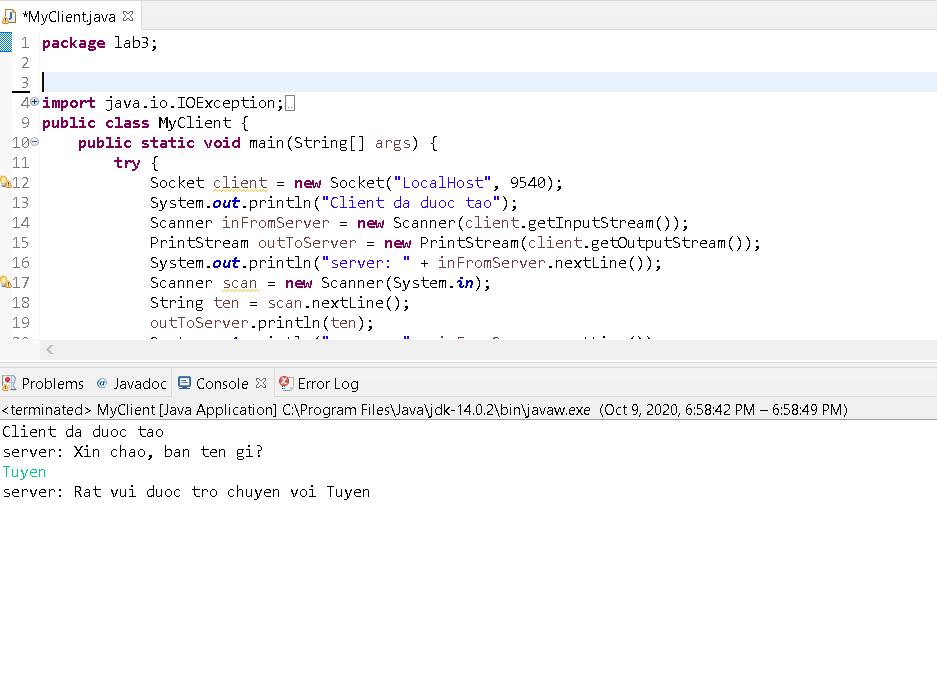 *MyClient.java
1 package lab3;
2
3
4 import java.io.IOException;
9 public class MyClient {
10 public static void main(String[] args) {
11 try {
12 Socket client = new Socket("LocalHost", 9540);
13 System.out.println("Client da duoc tao");
14 Scanner inFromServer = new Scanner(client.getInputStream());
15 PrintStream outToServer = new PrintStream(client.getOutputStream());
16 System.out.println("server: " + inFromServer.nextLine());
17 Scanner scan = new Scanner(System.in);
18 String ten = scan.nextLine();
19 outToServer.println(ten);
Problems @ Javadoc Console Error Log
<terminated> MyClient [Java Application] C:\Program Files\Java\jdk-14.0.2\bin\javaw.exe (Oct 9, 2020, 6:58:42 PM – 6:58:49 PM)
Client da duoc tao
server: Xin chao, ban ten gi?
Tuyen
server: Rat vui duoc tro chuyen voi Tuyen